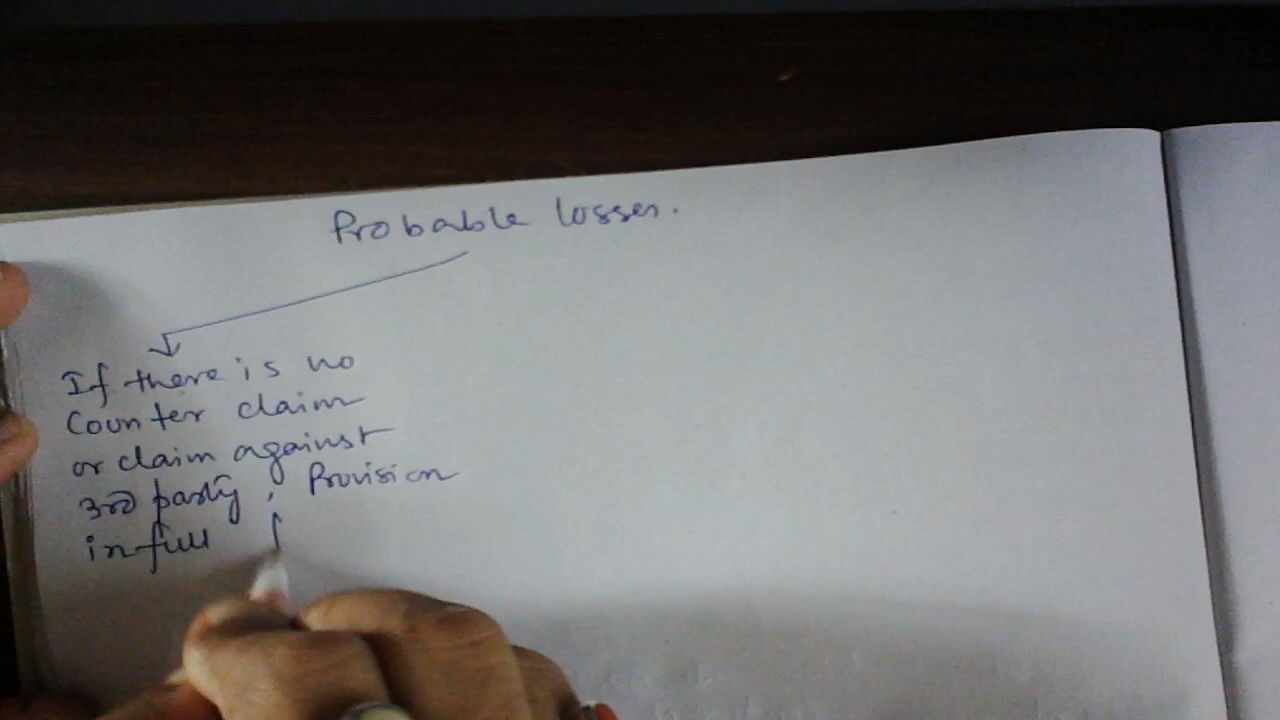 Probable losses.
If there is no
Counter claim
or claim against
3rd party, Provision
in full